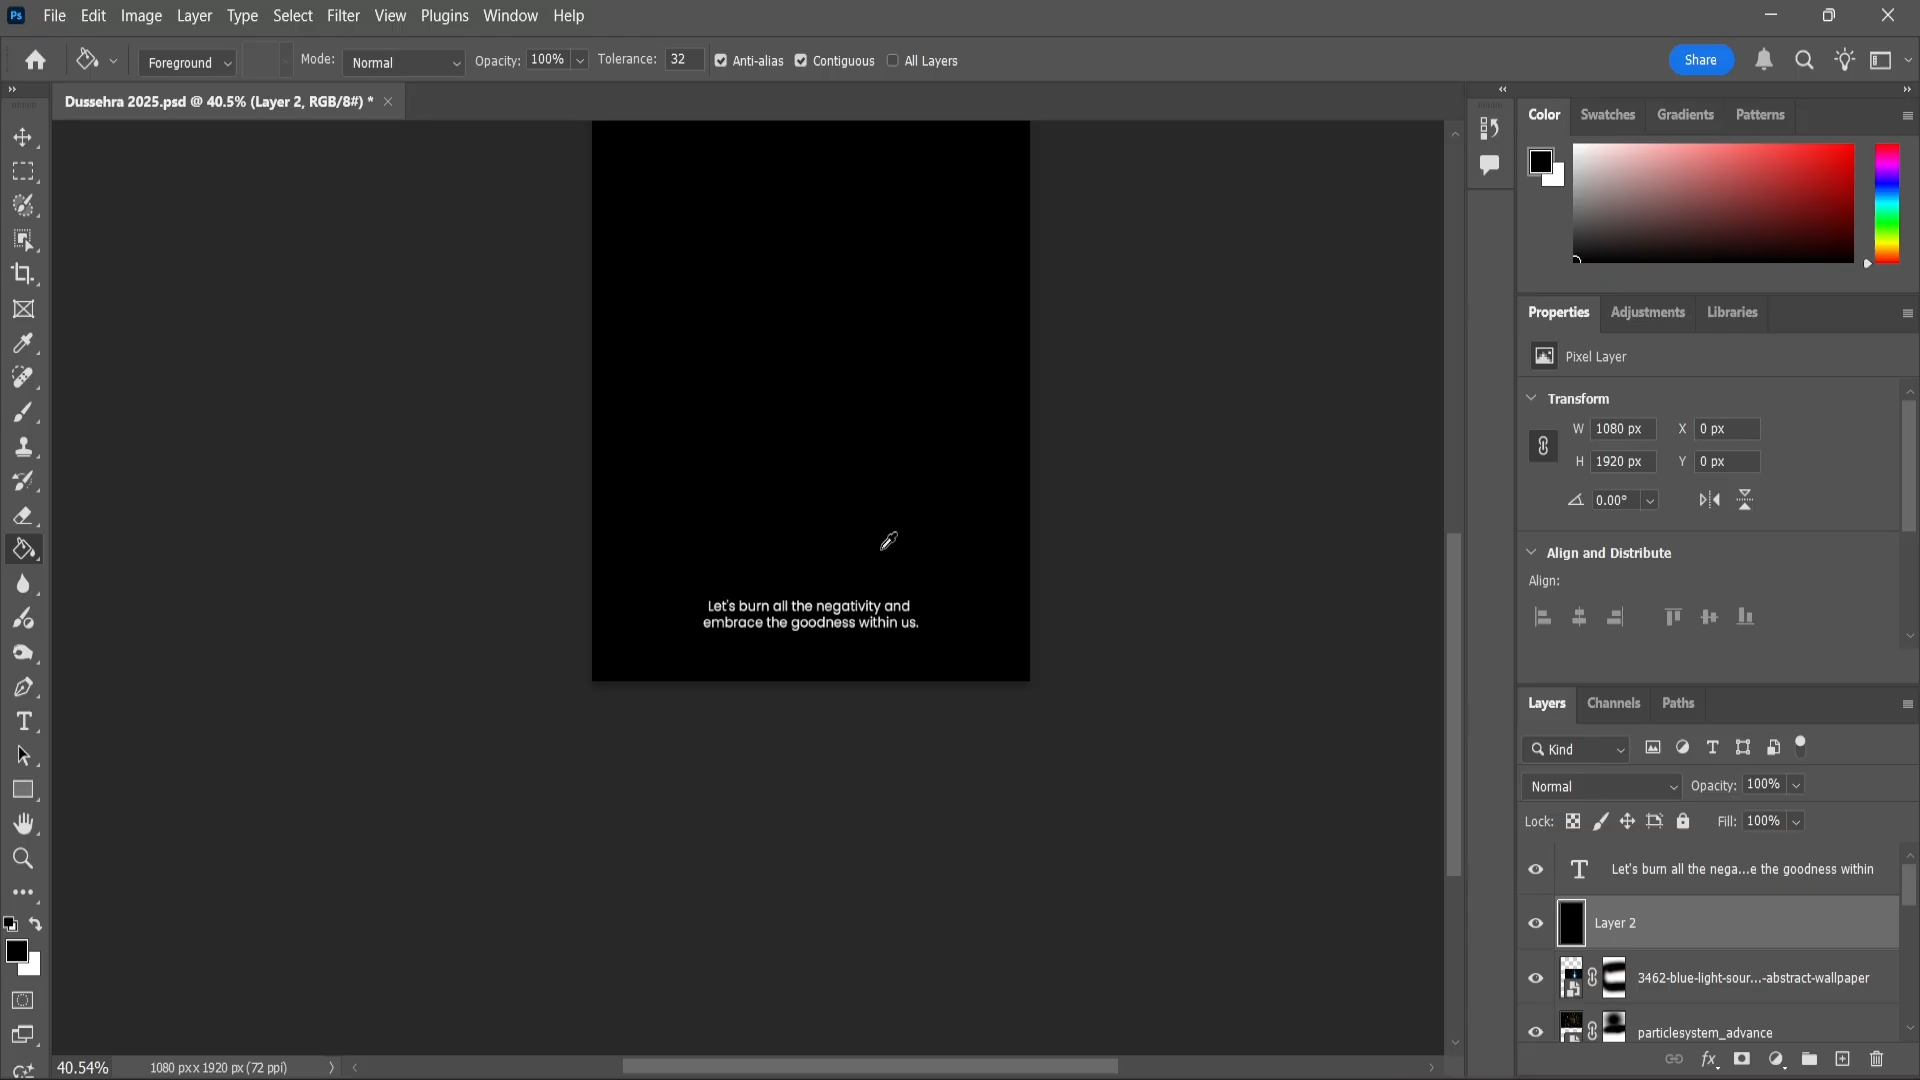 Ps File Edit Image Layer Type Select Filter View Plugins Window Help
Foreground Mode: Normal Opacity: 100% Tolerance: 32 Anti-alias Contiguous All Layers Share
Dussehra 2025.psd @ 40.5% (Layer 2, RGB/8#) *
Color Swatches Gradients Patterns
Properties Adjustments Libraries
Pixel Layer
Transform
W 1080 px X 0 px
H 1920 px Y 0 px
0.00°
Align and Distribute
Align:
Let's burn all the negativity and
embrace the goodness within us.
Layers Channels Paths
Kind
Normal Opacity: 100%
Lock: Fill: 100%
Let's burn all the nega...e the goodness within
Layer 2
3462-blue-light-sour...-abstract-wallpaper
particlesystem_advance
40.54% 1080 px x 1920 px (72 ppi)